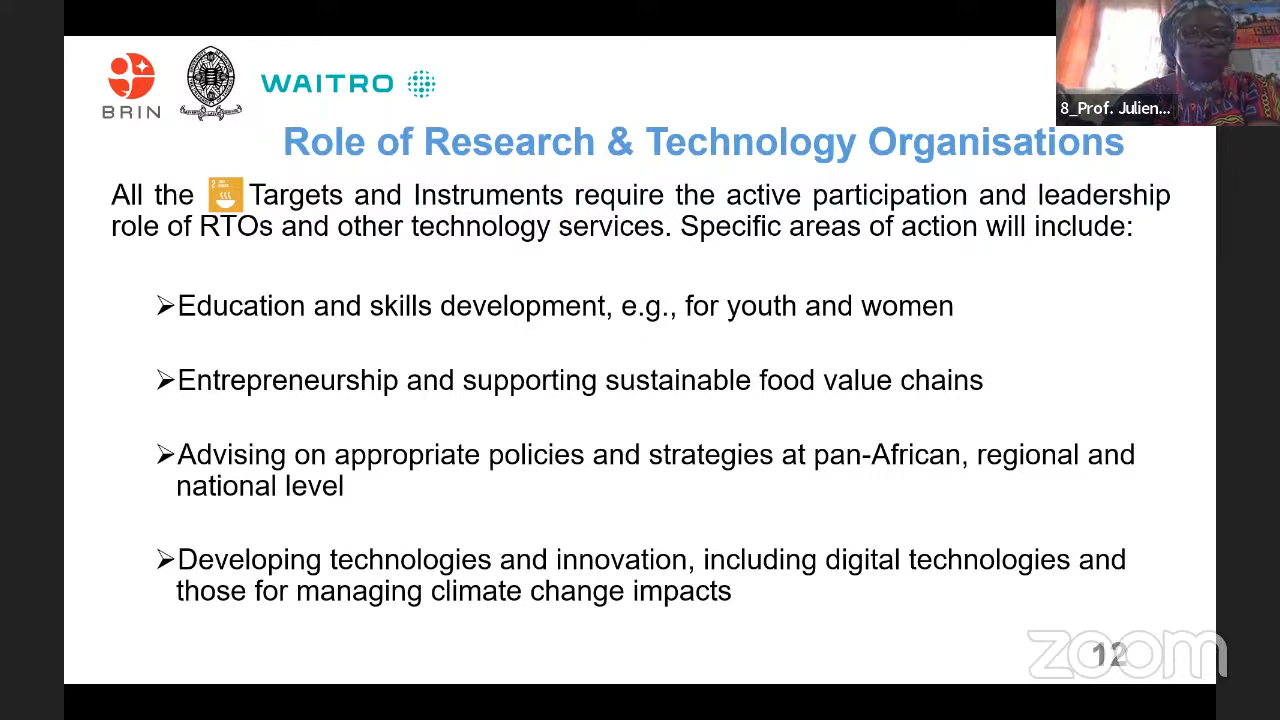 BRIN
WAITRO
8_Prof. Julien...
Role of Research & Technology Organisations
All the Targets and Instruments require the active participation and leadership
role of RTOs and other technology services. Specific areas of action will include:
➢Education and skills development, e.g., for youth and women
➢Entrepreneurship and supporting sustainable food value chains
➢Advising on appropriate policies and strategies at pan-African, regional and
national level
➢Developing technologies and innovation, including digital technologies and
those for managing climate change impacts
12
zoom